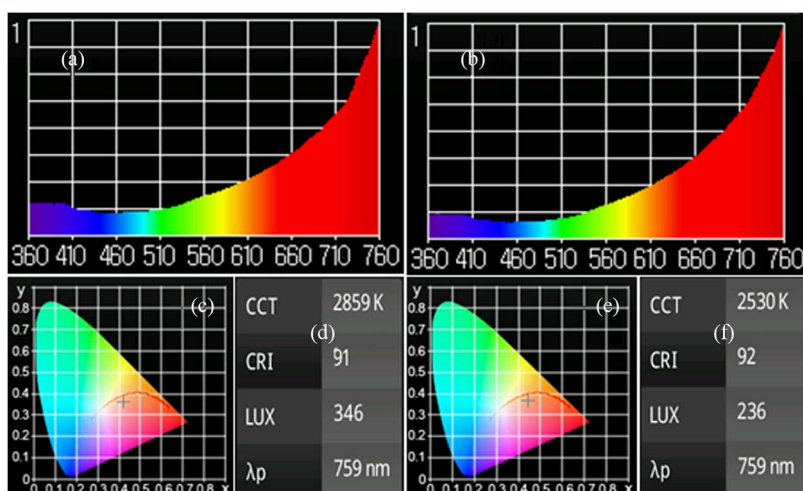 1
(a)
360 410 460 510 560 610 660 710 760
1
(b)
360 410 460 510 560 610 660 710 760
y
(c)
0.8
0.7
0.6
0.5
0.4
0.3
0.2
0.1
0
0 0.1 0.2 0.3 0.4 0.5 0.6 0.7 0.8 x
CCT 2859 K
(d)
CRI 91
LUX 346
λp 759 nm
y
(e)
0.8
0.7
0.6
0.5
0.4
0.3
0.2
0.1
0
0 0.1 0.2 0.3 0.4 0.5 0.6 0.7 0.8 x
CCT 2530 K
(f)
CRI 92
LUX 236
λp 759 nm